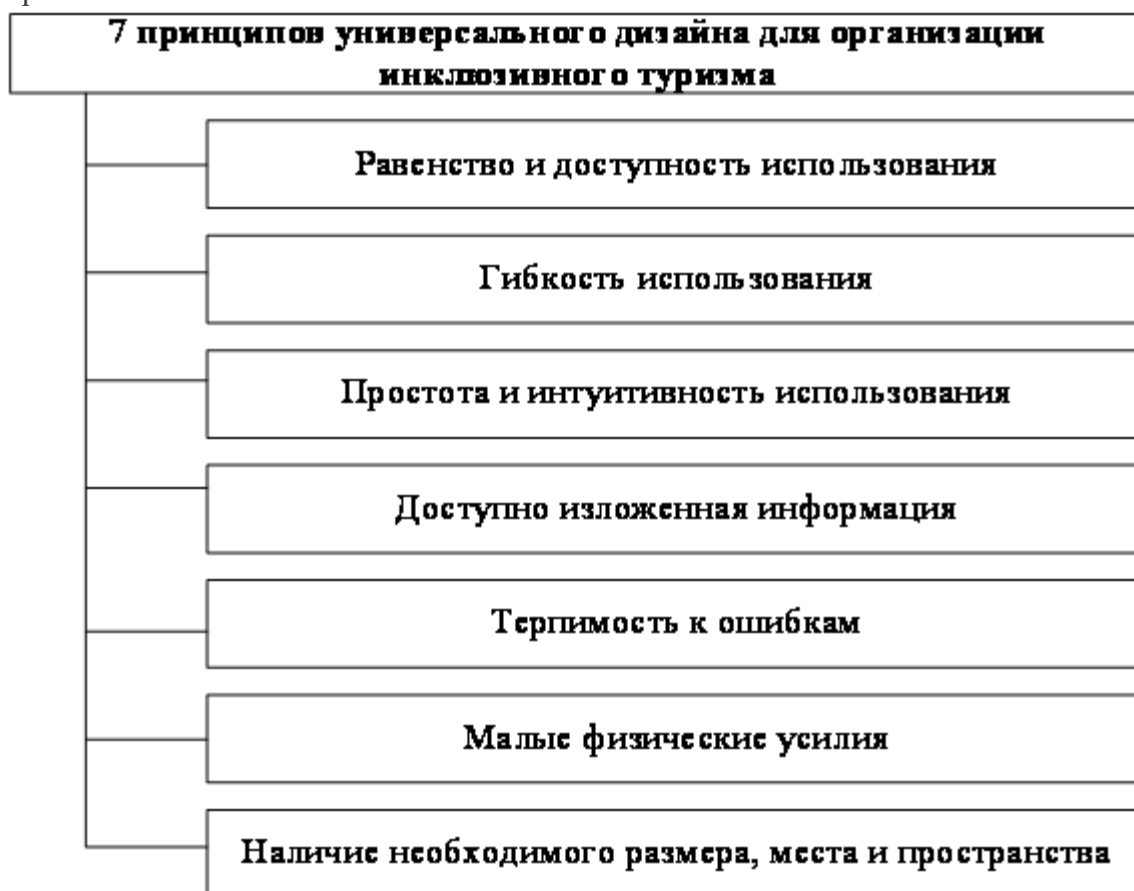 7 принципов универсального дизайна для организации
инклюзивного туризма
Равенство и доступность использования
Гибкость использования
Простота и интуитивность использования
Доступно изложенная информация
Терпимость к ошибкам
Малые физические усилия
Наличие необходимого размера, места и пространства